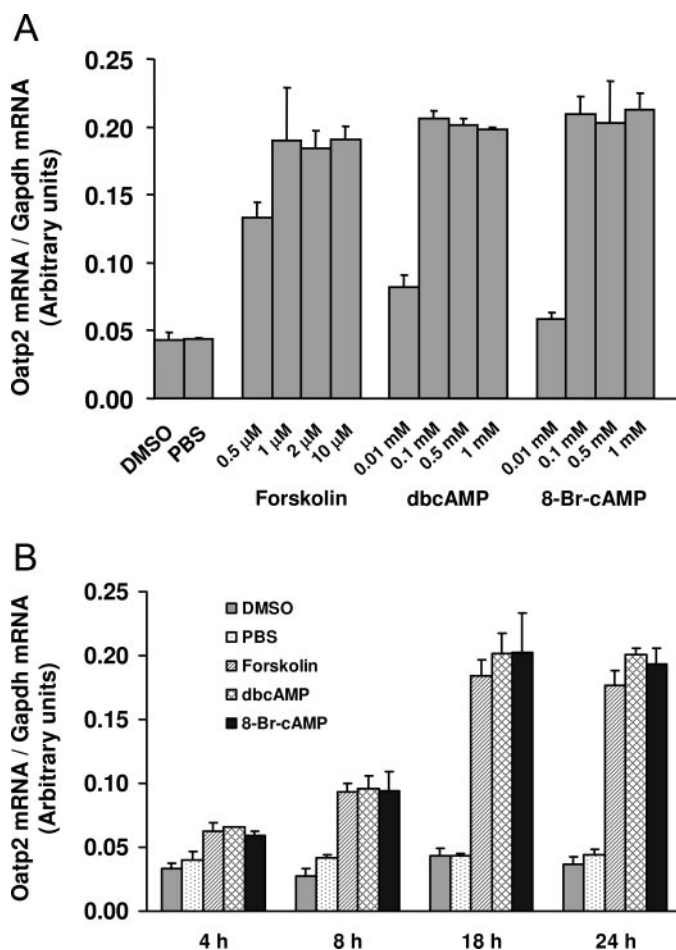 A
Oatp2 mRNA / Gapdh mRNA
(Arbitrary units)
0.25
0.20
0.15
0.10
0.05
0.00
DMSO
PBS
0.5 µM
1 µM
2 µM
10 µM
0.01 mM
0.1 mM
0.5 mM
1 mM
0.01 mM
0.1 mM
0.5 mM
1 mM
Forskolin
dbcAMP
8-Br-cAMP
B
Oatp2 mRNA / Gapdh mRNA
(Arbitrary units)
0.25
0.20
0.15
0.10
0.05
0.00
DMSO
PBS
Forskolin
dbcAMP
8-Br-cAMP
4 h
8 h
18 h
24 h